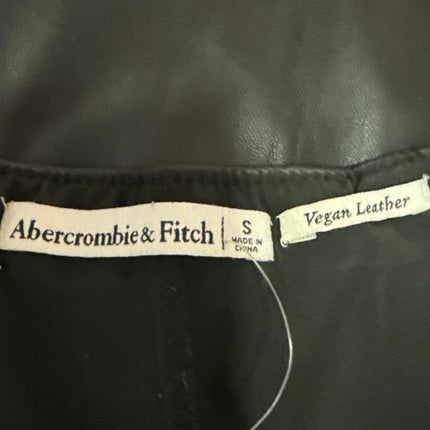 Abercrombie & Fitch
S
MADE IN
CHINA
Vegan Leather